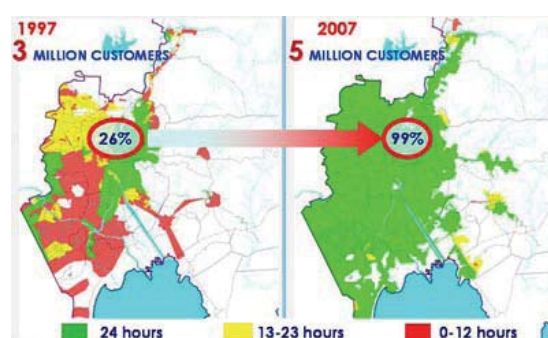 1997
3 MILLION CUSTOMERS
26%
2007
5 MILLION CUSTOMERS
99%
24 hours
13-23 hours
0-12 hours